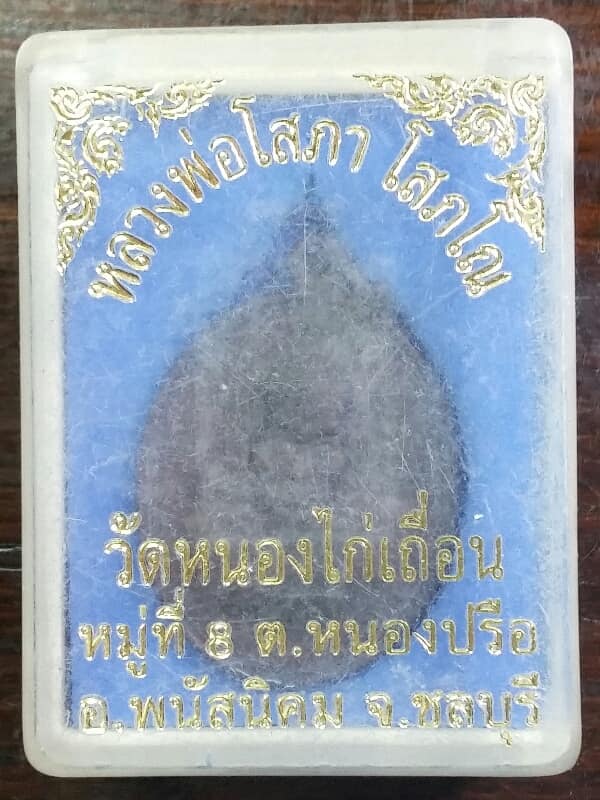 หลวงพ่อโสภา โสภโณ
วัดหนองไก่เถื่อน
หมู่ที่ 8 ต.หนองปรือ
อ.พนัสนิคม จ.ชลบุรี